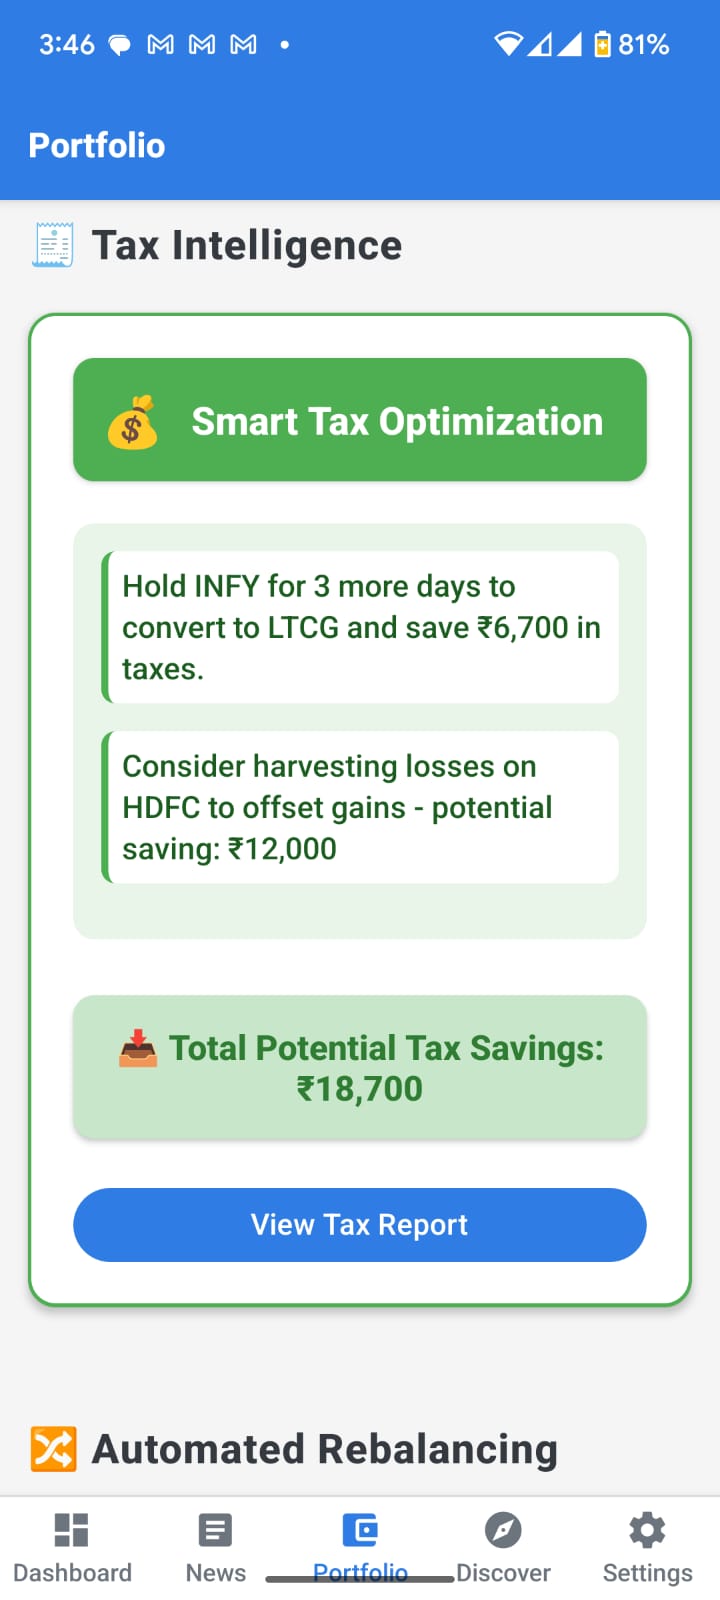 3:46
81%
Portfolio
Tax Intelligence
Smart Tax Optimization
Hold INFY for 3 more days to
convert to LTCG and save ₹6,700 in
taxes.
Consider harvesting losses on
HDFC to offset gains - potential
saving: ₹12,000
Total Potential Tax Savings:
₹18,700
View Tax Report
Automated Rebalancing
Dashboard News Portfolio Discover Settings